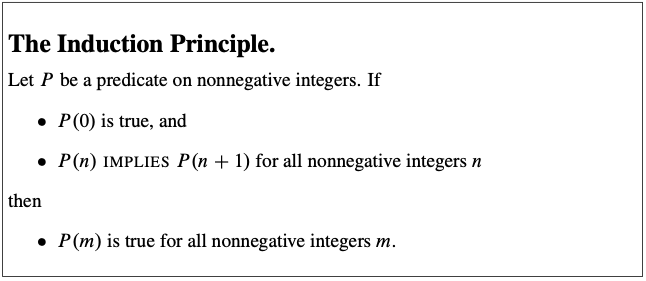 The Induction Principle.
Let P be a predicate on nonnegative integers. If
• P(0) is true, and
• P(n) IMPLIES P(n + 1) for all nonnegative integers n
then
• P(m) is true for all nonnegative integers m.